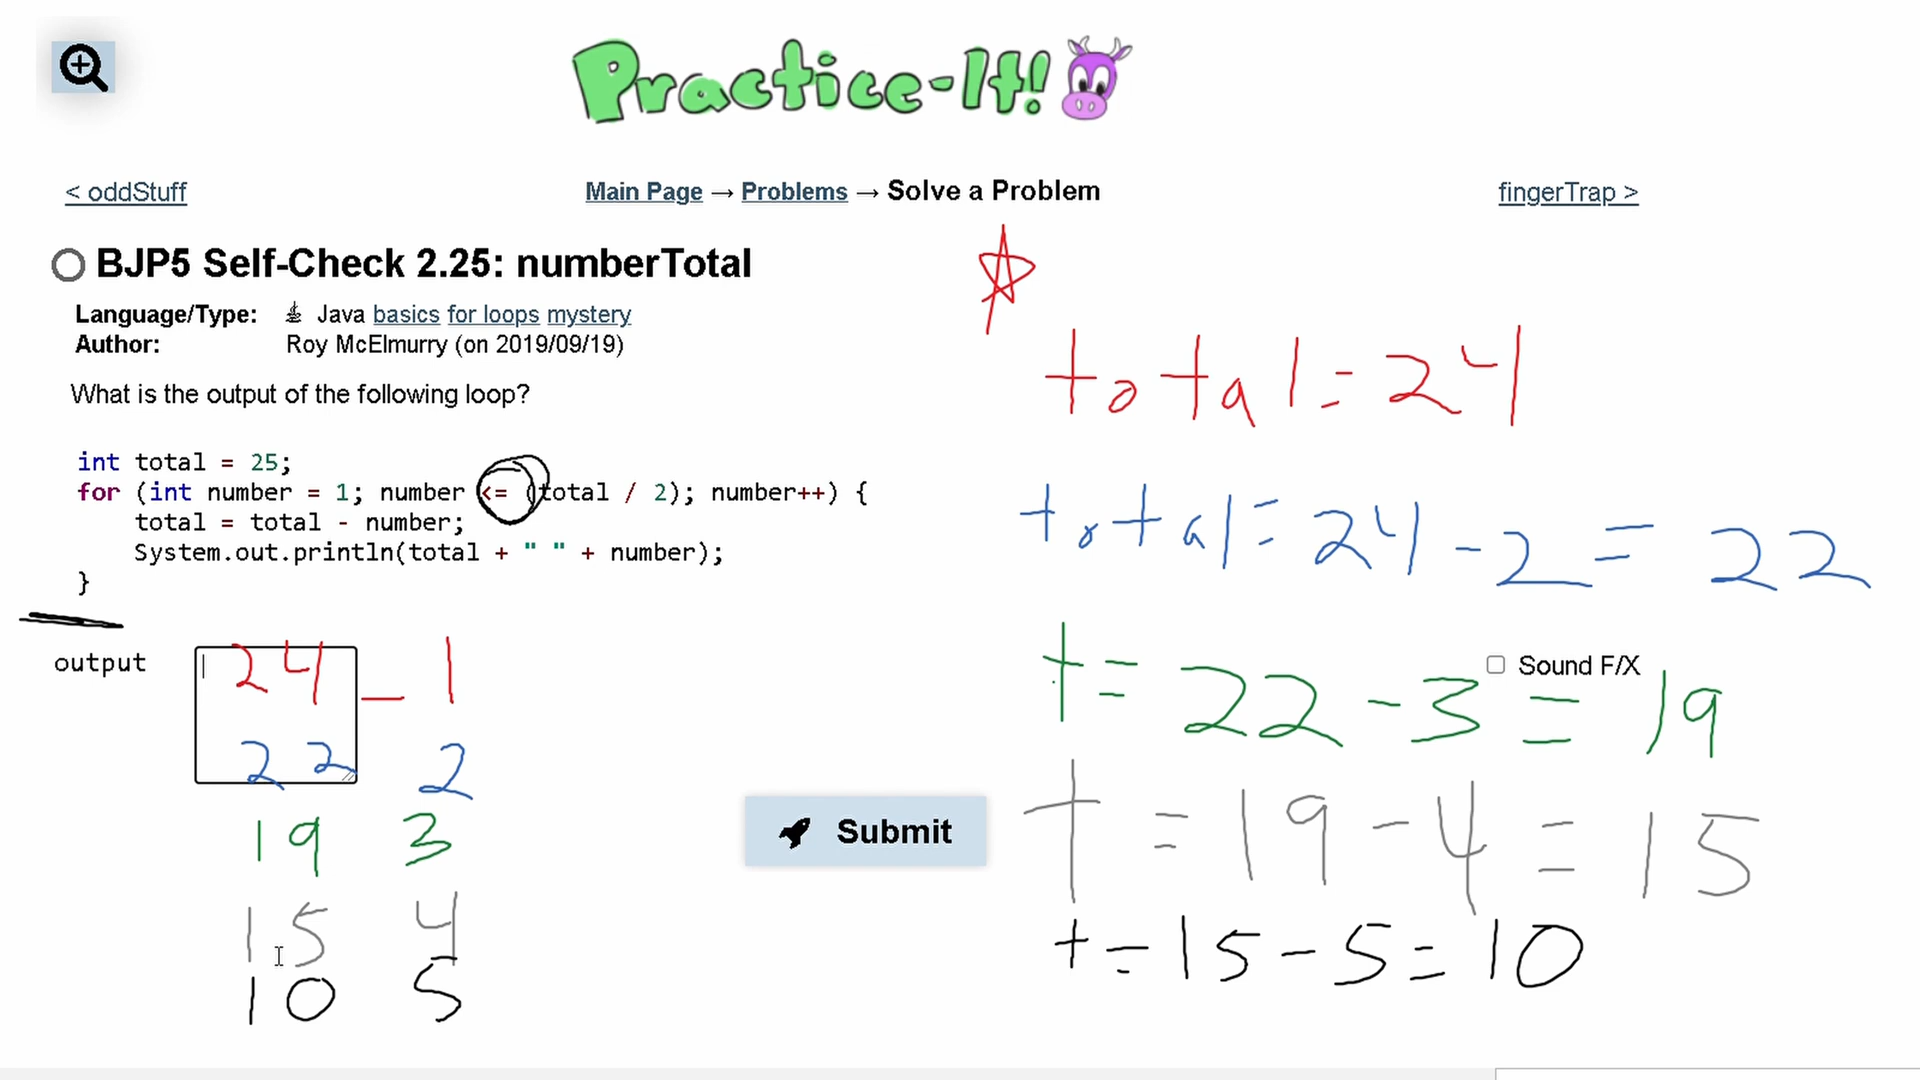 Practice-It!
< oddStuff
Main Page → Problems → Solve a Problem
fingerTrap >
BJP5 Self-Check 2.25: numberTotal
Language/Type: Java basics for loops mystery
Author: Roy McElmurry (on 2019/09/19)
What is the output of the following loop?
int total = 25;
for (int number = 1; number <= (total / 2); number++) {
total = total - number;
System.out.println(total + " " + number);
}
output
24 _ 1
22 2
19 3
15 4
10 5
Submit
Sound F/X
total = 24
total = 24 - 2 = 22
t = 22 - 3 = 19
t = 19 - 4 = 15
t = 15 - 5 = 10